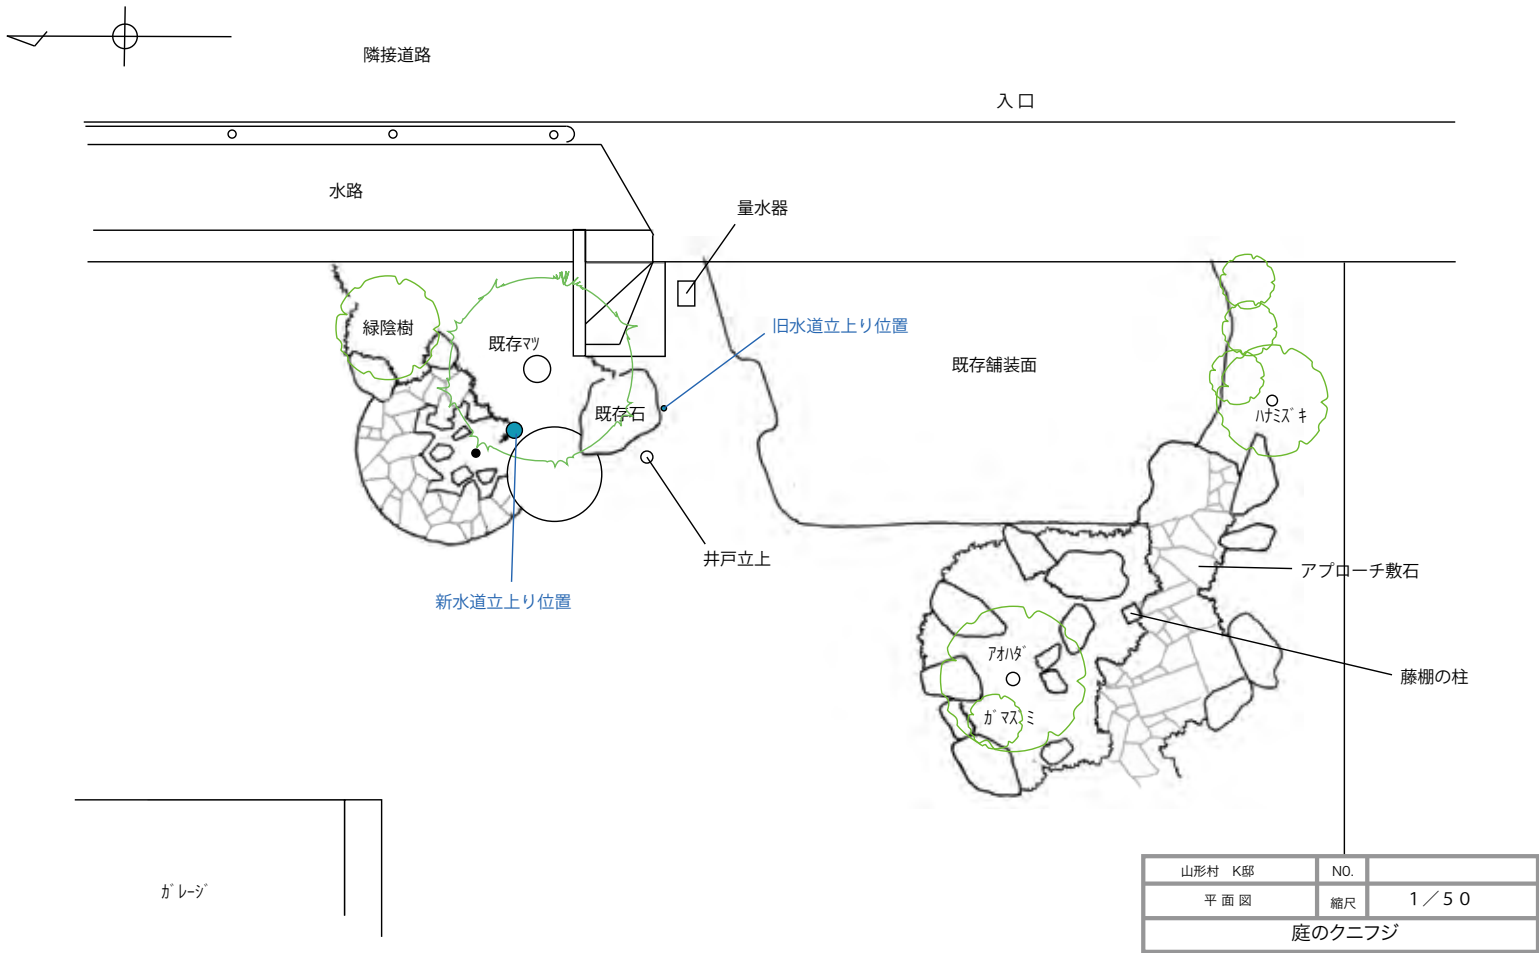 隣接道路
入口
水路
量水器
緑陰樹
既存マツ
旧水道立上り位置
既存舗装面
既存石
ハナミズキ
井戸立上
アプローチ敷石
新水道立上り位置
アオハダ
藤棚の柱
ガマズミ
ガレージ
山形村 K邸
NO.
平面図
縮尺
1／50
庭のクニフジ